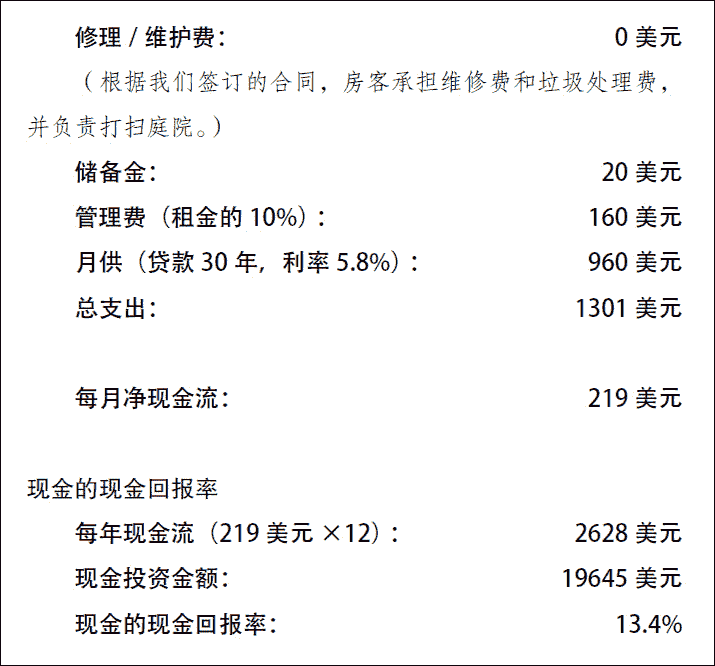 修理 / 维护费： 0 美元
（根据我们签订的合同，房客承担维修费和垃圾处理费，
并负责打扫庭院。）
储备金： 20 美元
管理费（租金的 10%）： 160 美元
月供（贷款 30 年，利率 5.8%）： 960 美元
总支出： 1301 美元
每月净现金流： 219 美元
现金的现金回报率
每年现金流（219 美元 ×12）： 2628 美元
现金投资金额： 19645 美元
现金的现金回报率： 13.4%